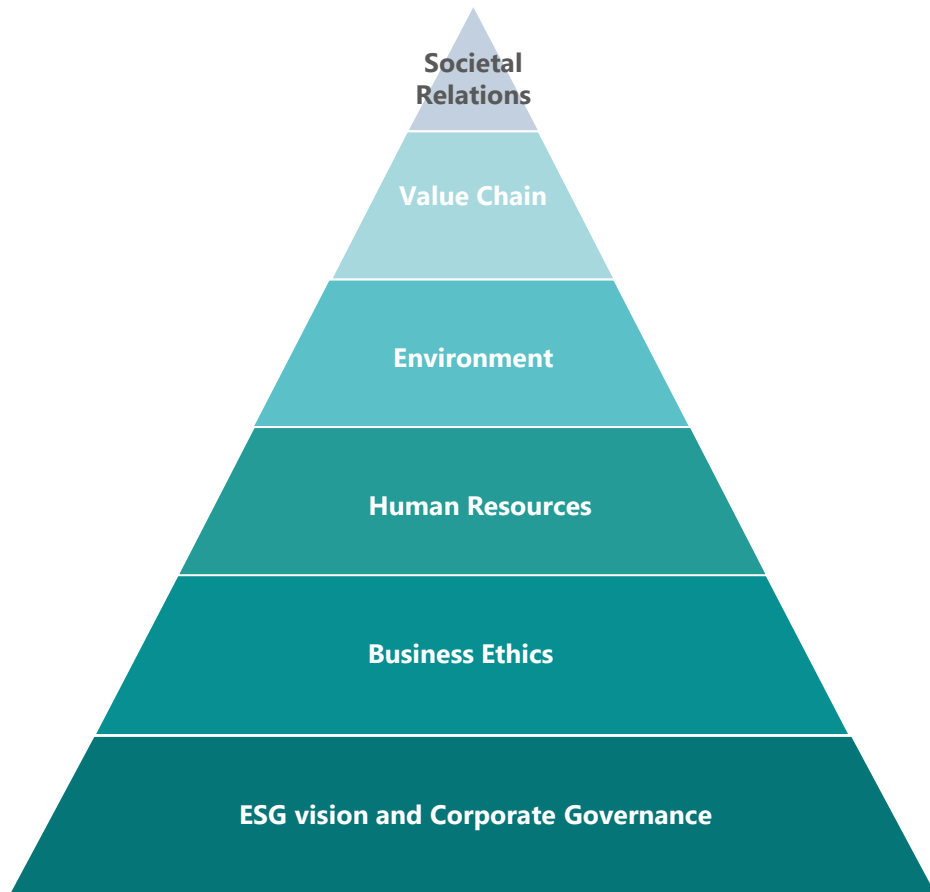 Societal
Relations
Value Chain
Environment
Human Resources
Business Ethics
ESG vision and Corporate Governance